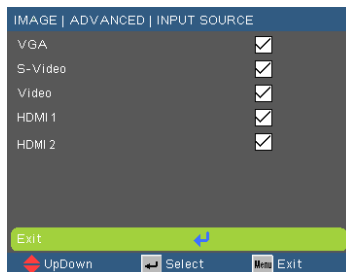 IMAGE | ADVANCED | INPUT SOURCE
VGA
S-Video
Video
HDMI 1
HDMI 2
Exit
UpDown Select Menu Exit